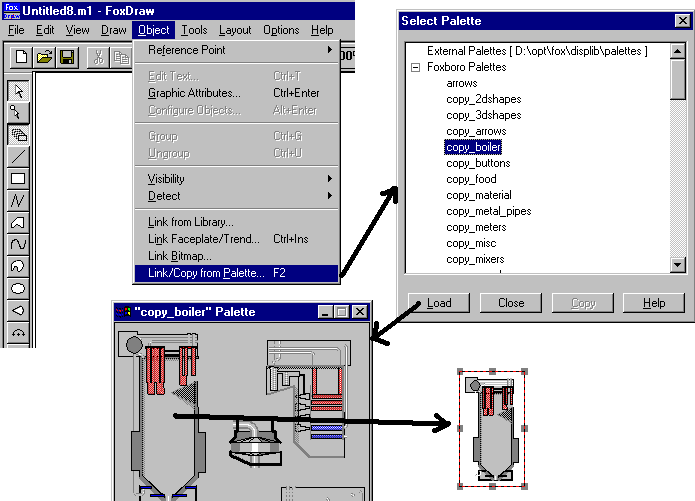 Fox
Draw
Untitled8.m1 - FoxDraw
File Edit View Draw Object Tools Layout Options Help
Reference Point
Edit Text... Ctrl+T
Graphic Attributes... Ctrl+Enter
Configure Objects... Alt+Enter
Group Ctrl+G
Ungroup Ctrl+U
Visibility
Detect
Link from Library...
Link Faceplate/Trend... Ctrl+Ins
Link Bitmap...
Link/Copy from Palette... F2
Select Palette
External Palettes [ D:\opt\fox\displib\palettes ]
Foxboro Palettes
arrows
copy_2dshapes
copy_3dshapes
copy_arrows
copy_boiler
copy_buttons
copy_food
copy_material
copy_metal_pipes
copy_meters
copy_misc
copy_mixers
Load Close Copy Help
"copy_boiler" Palette